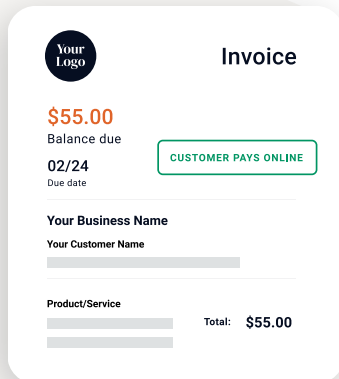 Your
Logo
Invoice
$55.00
Balance due
02/24
Due date
CUSTOMER PAYS ONLINE
Your Business Name
Your Customer Name
Product/Service
Total: $55.00